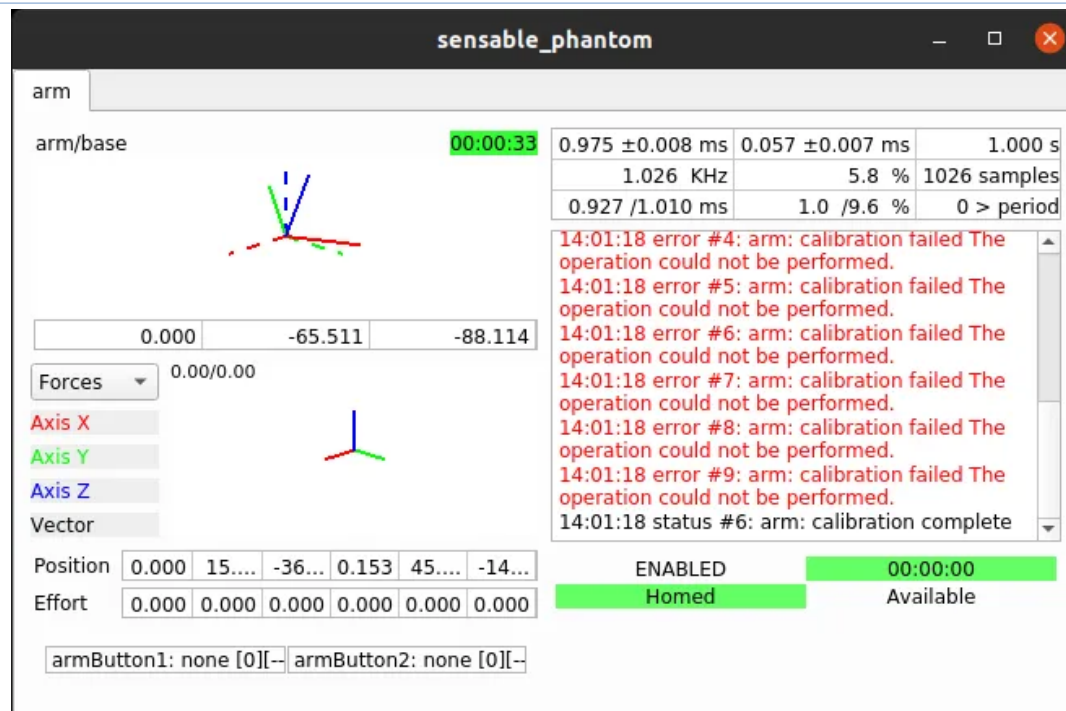 sensable_phantom
arm
arm/base
00:00:33
0.000 -65.511 -88.114
Forces
0.00/0.00
Axis X
Axis Y
Axis Z
Vector
Position 0.000 15.... -36... 0.153 45.... -14...
Effort 0.000 0.000 0.000 0.000 0.000 0.000
armButton1: none [0][-- armButton2: none [0][--
0.975 ±0.008 ms 0.057 ±0.007 ms 1.000 s
1.026 KHz 5.8 % 1026 samples
0.927 /1.010 ms 1.0 /9.6 % 0 > period
14:01:18 error #4: arm: calibration failed The
operation could not be performed.
14:01:18 error #5: arm: calibration failed The
operation could not be performed.
14:01:18 error #6: arm: calibration failed The
operation could not be performed.
14:01:18 error #7: arm: calibration failed The
operation could not be performed.
14:01:18 error #8: arm: calibration failed The
operation could not be performed.
14:01:18 error #9: arm: calibration failed The
operation could not be performed.
14:01:18 status #6: arm: calibration complete
ENABLED 00:00:00
Homed Available